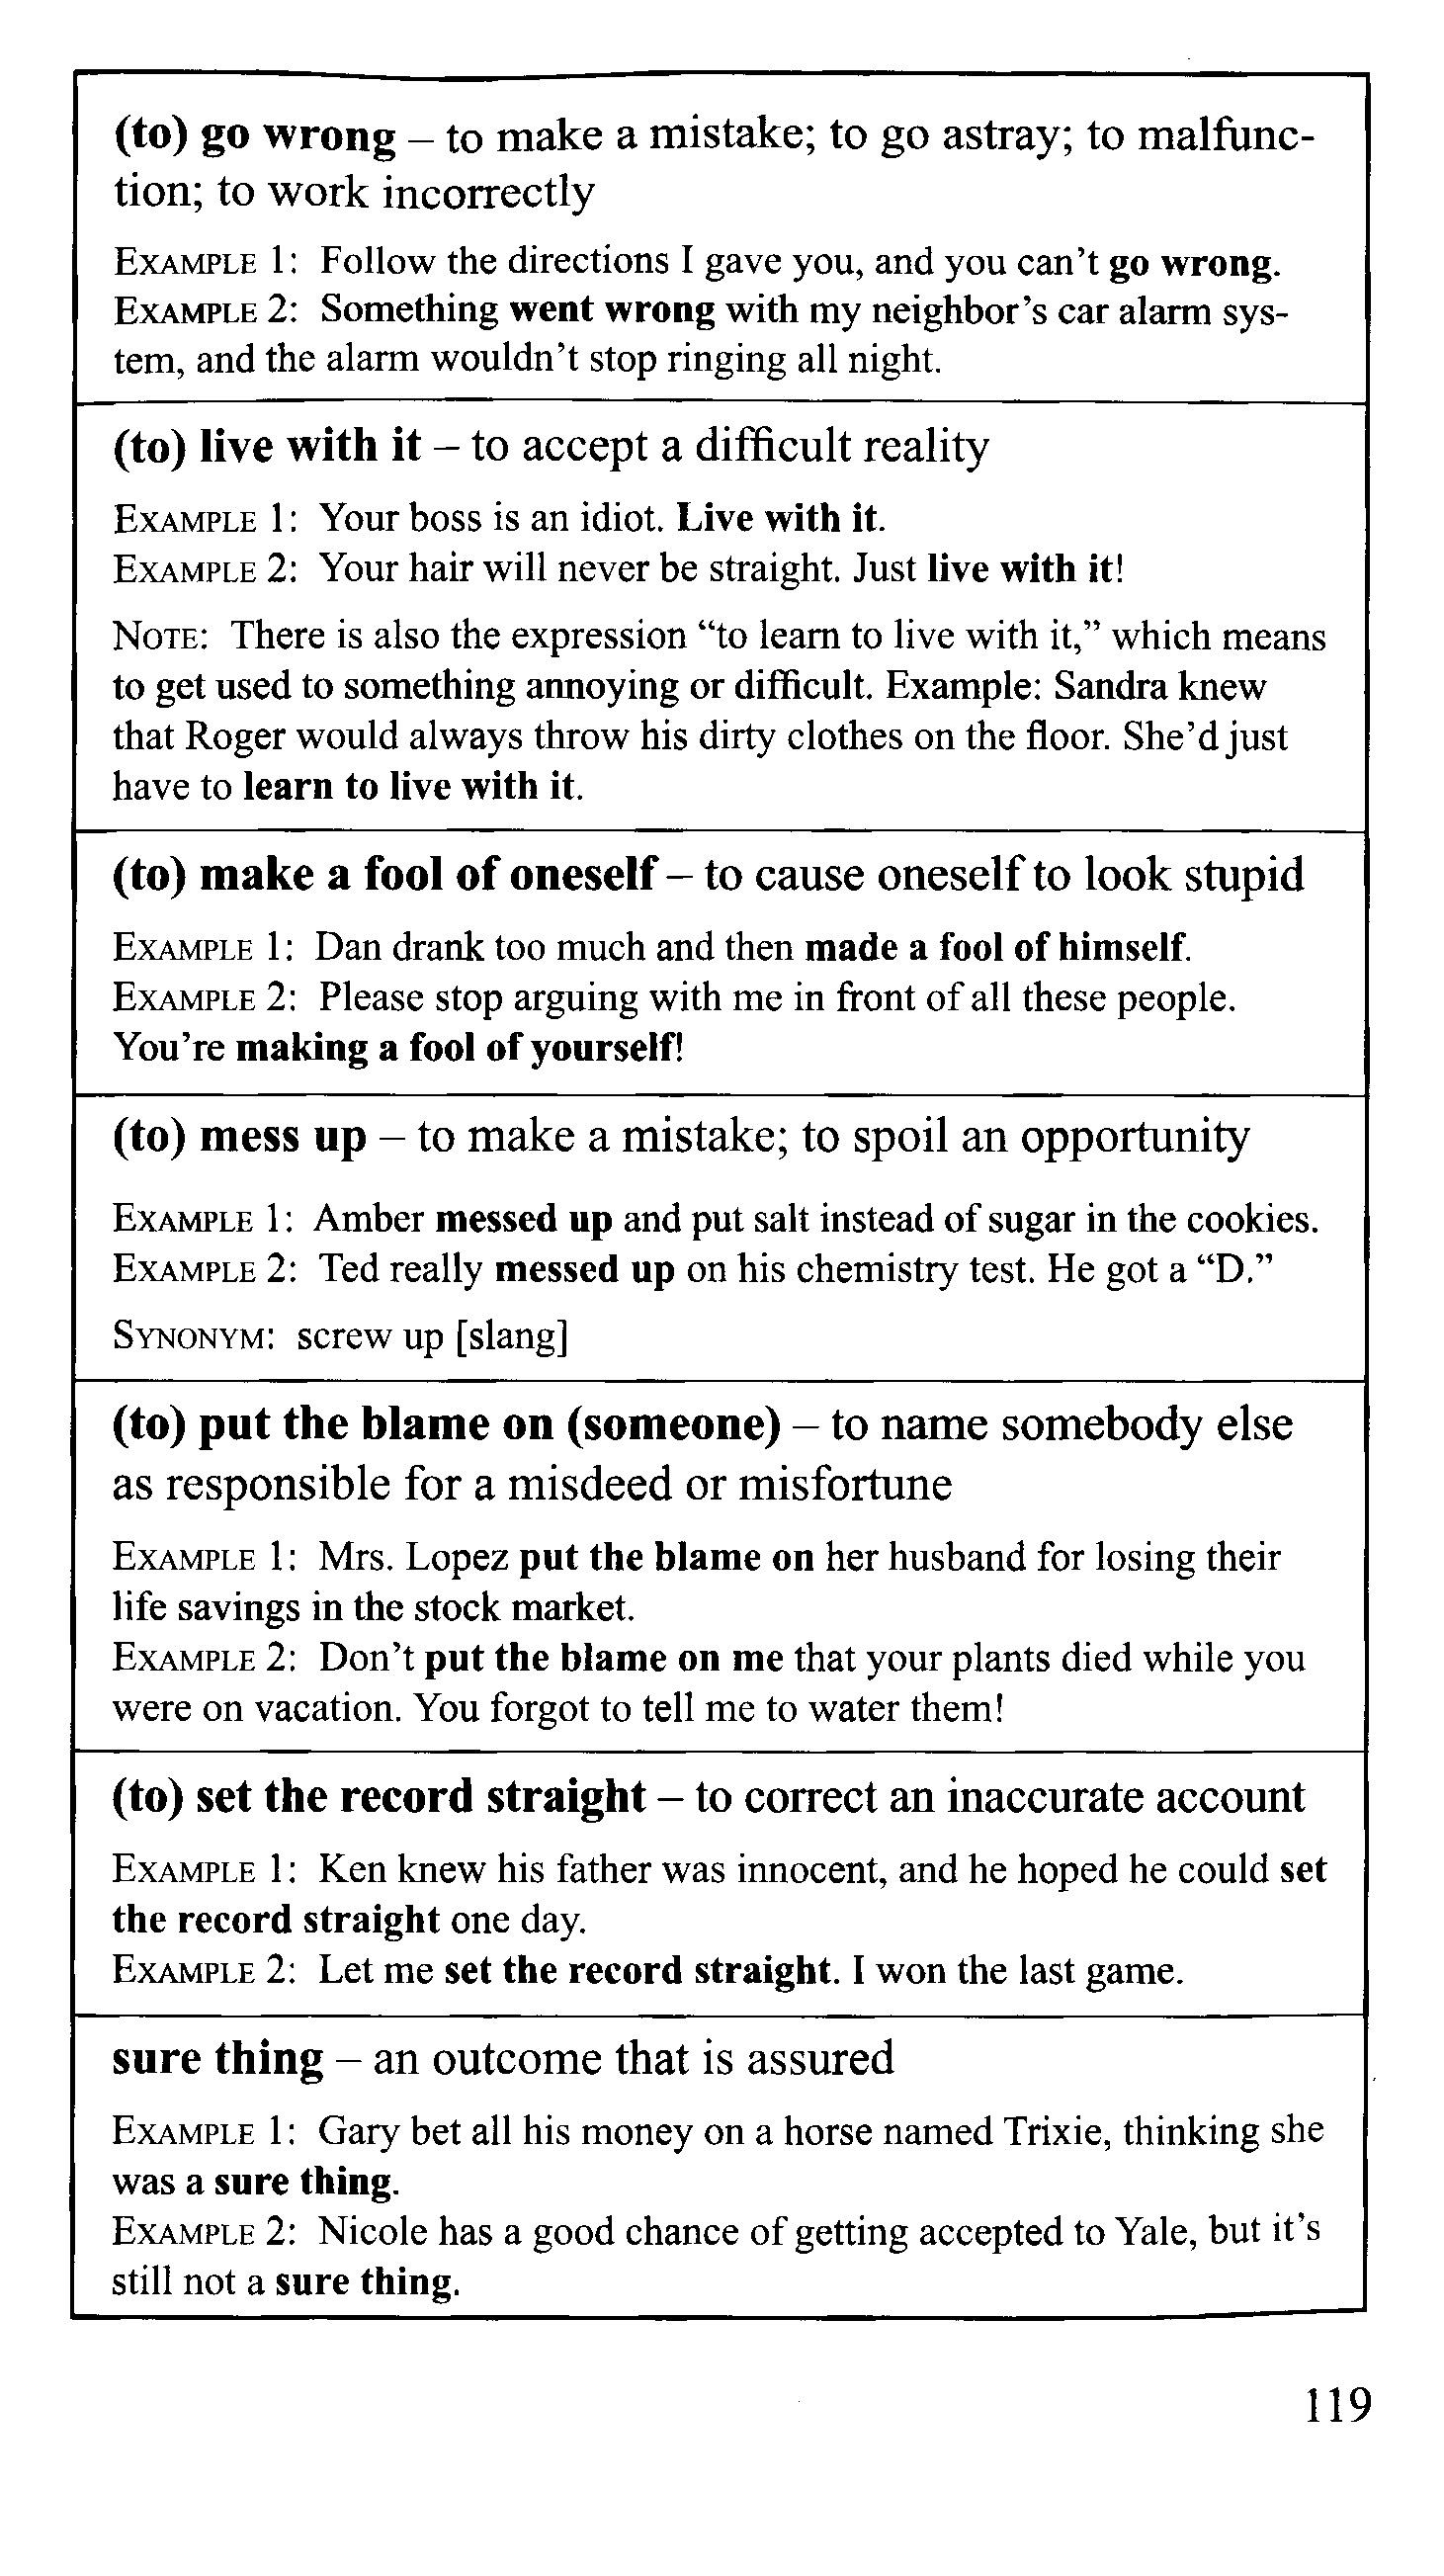 (to) go wrong – to make a mistake; to go astray; to malfunc-
tion; to work incorrectly
EXAMPLE 1: Follow the directions I gave you, and you can't go wrong.
EXAMPLE 2: Something went wrong with my neighbor's car alarm sys-
tem, and the alarm wouldn't stop ringing all night.
(to) live with it – to accept a difficult reality
EXAMPLE 1: Your boss is an idiot. Live with it.
EXAMPLE 2: Your hair will never be straight. Just live with it!
NOTE: There is also the expression “to learn to live with it,” which means
to get used to something annoying or difficult. Example: Sandra knew
that Roger would always throw his dirty clothes on the floor. She'd just
have to learn to live with it.
(to) make a fool of oneself – to cause oneself to look stupid
EXAMPLE 1: Dan drank too much and then made a fool of himself.
EXAMPLE 2: Please stop arguing with me in front of all these people.
You're making a fool of yourself!
(to) mess up – to make a mistake; to spoil an opportunity
EXAMPLE 1: Amber messed up and put salt instead of sugar in the cookies.
EXAMPLE 2: Ted really messed up on his chemistry test. He got a “D.”
SYNONYM: screw up [slang]
(to) put the blame on (someone) – to name somebody else
as responsible for a misdeed or misfortune
EXAMPLE 1: Mrs. Lopez put the blame on her husband for losing their
life savings in the stock market.
EXAMPLE 2: Don't put the blame on me that your plants died while you
were on vacation. You forgot to tell me to water them!
(to) set the record straight – to correct an inaccurate account
EXAMPLE 1: Ken knew his father was innocent, and he hoped he could set
the record straight one day.
EXAMPLE 2: Let me set the record straight. I won the last game.
sure thing – an outcome that is assured
EXAMPLE 1: Gary bet all his money on a horse named Trixie, thinking she
was a sure thing.
EXAMPLE 2: Nicole has a good chance of getting accepted to Yale, but it's
still not a sure thing.
119